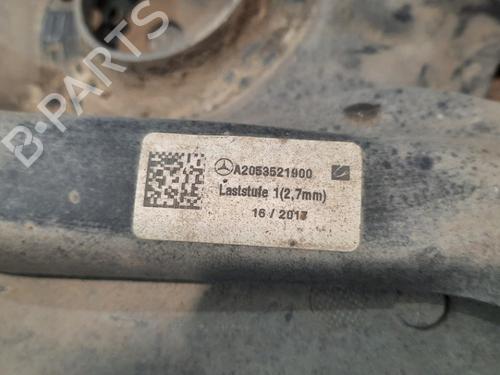 B-PARTS
A2053521900
Laststufe 1(2,7mm)
16 / 2017